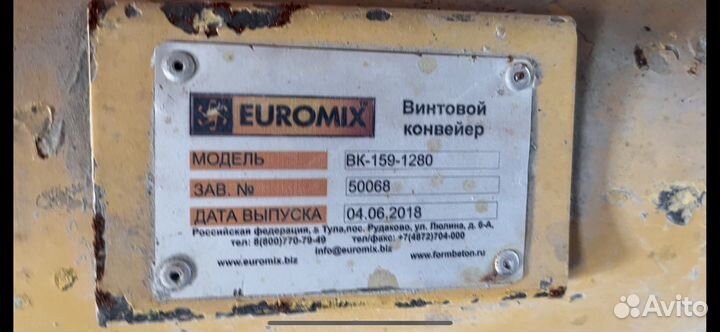 EUROMIX®
Винтовой
конвейер
МОДЕЛЬ ВК-159-1280
ЗАВ. № 50068
ДАТА ВЫПУСКА 04.06.2018
Российская федерация, г. Тула, пос. Рудаково, ул. Люлина, д. 6-А,
тел: 8(800)770-79-49 тел/факс: +7(4872)704-000
info@euromix.biz
www.euromix.biz www.formbeton.ru
Avito